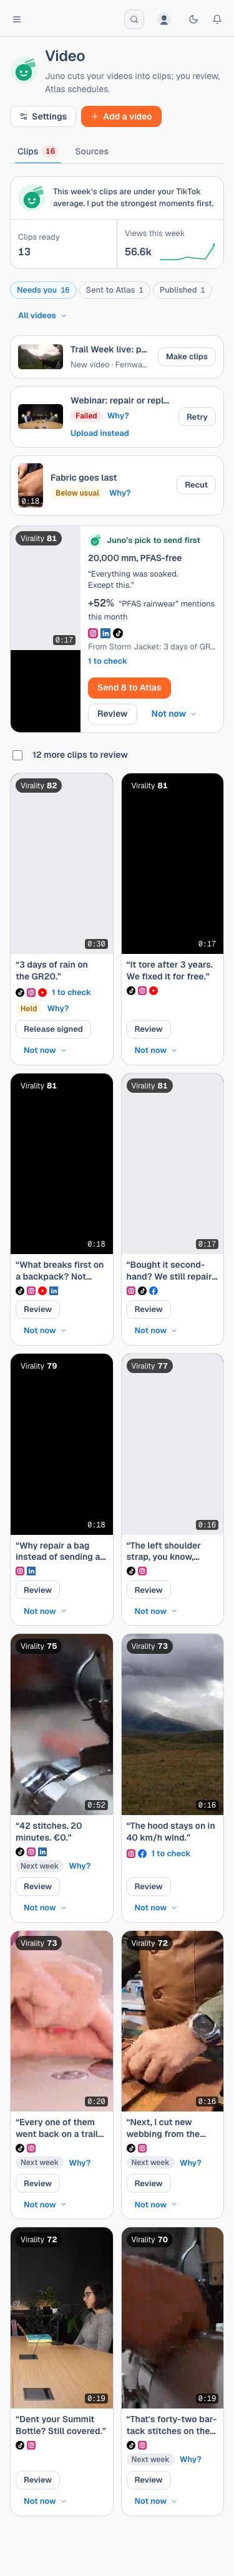 Video
Juno cuts your videos into clips; you review,
Atlas schedules.
Settings
Add a video
Clips 16
Sources
This week's clips are under your TikTok
average. I put the strongest moments first.
Clips ready
13
Views this week
56.6k
Needs you 16
Sent to Atlas 1
Published 1
All videos
Trail Week live: p...
New video · Fernwa...
Make clips
Webinar: repair or repl...
Failed Why?
Upload instead
Retry
0:18
Fabric goes last
Below usual Why?
Recut
Virality 81
0:17
Juno's pick to send first
20,000 mm, PFAS-free
“Everything was soaked.
Except this.”
+52% “PFAS rainwear” mentions
this month
From Storm Jacket: 3 days of GR...
1 to check
Send 8 to Atlas
Review
Not now
12 more clips to review
Virality 82
0:30
“3 days of rain on
the GR20.”
1 to check
Held Why?
Release signed
Not now
Virality 81
0:17
“It tore after 3 years.
We fixed it for free.”
Review
Not now
Virality 81
0:18
“What breaks first on
a backpack? Not...
Review
Not now
Virality 81
0:17
“Bought it second-
hand? We still repair...
Review
Not now
Virality 79
0:18
“Why repair a bag
instead of sending a...
Review
Not now
Virality 77
0:16
“The left shoulder
strap, you know,...
Review
Not now
Virality 75
0:52
“42 stitches. 20
minutes. €0.”
Next week Why?
Review
Not now
Virality 73
0:16
“The hood stays on in
40 km/h wind.”
1 to check
Review
Not now
Virality 73
0:20
“Every one of them
went back on a trail...
Next week Why?
Review
Not now
Virality 72
0:16
“Next, I cut new
webbing from the...
Next week Why?
Review
Not now
Virality 72
0:19
“Dent your Summit
Bottle? Still covered.”
Review
Not now
Virality 70
0:19
“That's forty-two bar-
tack stitches on the...
Next week Why?
Review
Not now